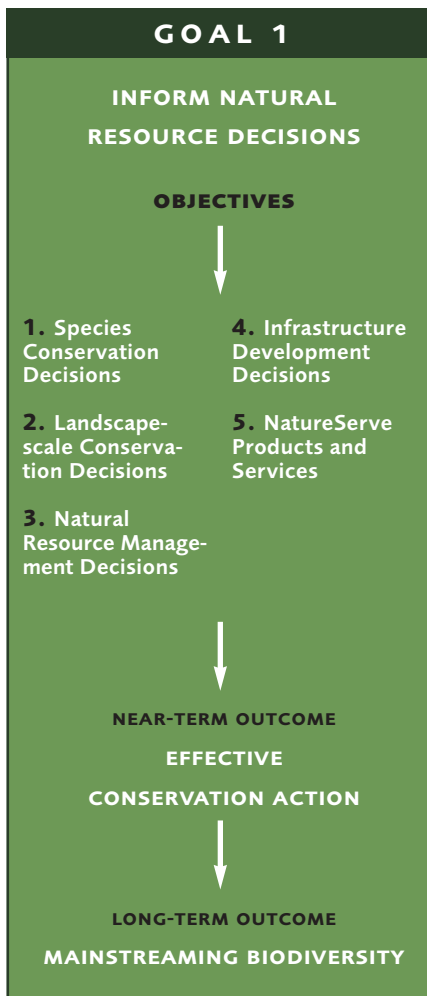 GOAL 1
INFORM NATURAL
RESOURCE DECISIONS
OBJECTIVES
1. Species
Conservation
Decisions
2. Landscape-
scale Conserva-
tion Decisions
3. Natural
Resource Manage-
ment Decisions
4. Infrastructure
Development
Decisions
5. NatureServe
Products and
Services
NEAR-TERM OUTCOME
EFFECTIVE
CONSERVATION ACTION
LONG-TERM OUTCOME
MAINSTREAMING BIODIVERSITY